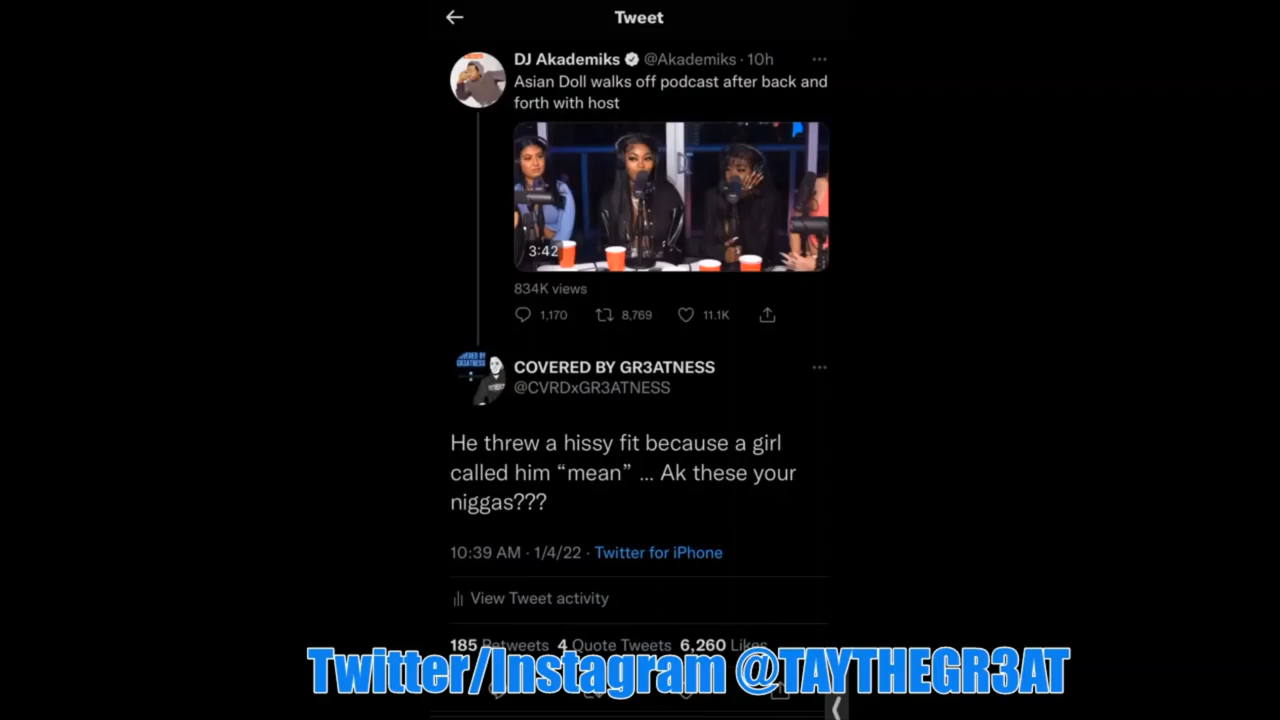 Tweet
DJ Akademiks @Akademiks · 10h
Asian Doll walks off podcast after back and
forth with host
3:42
834K views
1,170 8,769 11.1K
COVERED BY GR3ATNESS
@CVRDxGR3ATNESS
He threw a hissy fit because a girl
called him “mean” ... Ak these your
niggas???
10:39 AM · 1/4/22 · Twitter for iPhone
View Tweet activity
185 Retweets 4 Quote Tweets 6,260 Likes
Twitter/Instagram @TAYTHEGR3AT